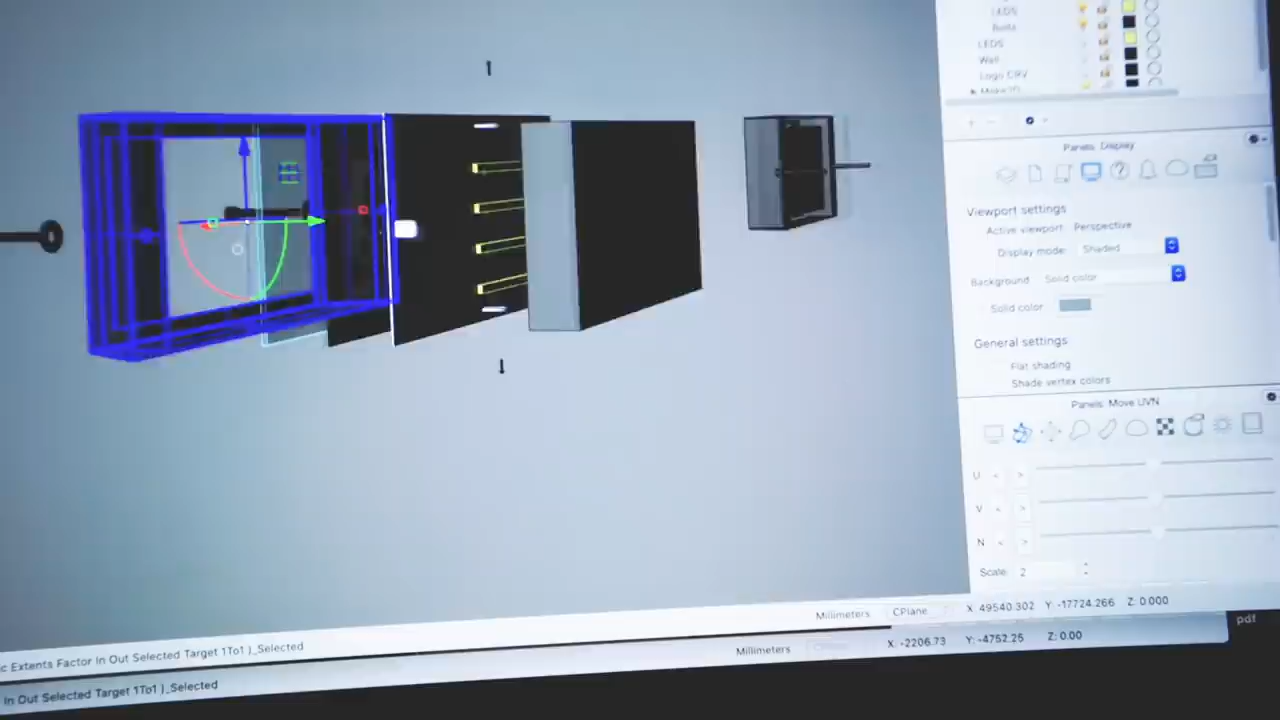 LEDS
Bolts
LEDS
Wall
Logo CRV
Panels: Display
Viewport settings
Active viewport: Perspective
Display mode: Shaded
Background Solid color
Solid color
General settings
Flat shading
Shade vertex colors
Panels: Move UVN
U < >
V < >
N < >
Scale: 2
Millimeters CPlane X: 49540.302 Y: -17724.266 Z: 0.000
c Extents Factor In Out Selected Target 1To1 )_Selected
pdf
Millimeters X: -2206.73 Y: -4752.25 Z: 0.00
In Out Selected Target 1To1 )_Selected